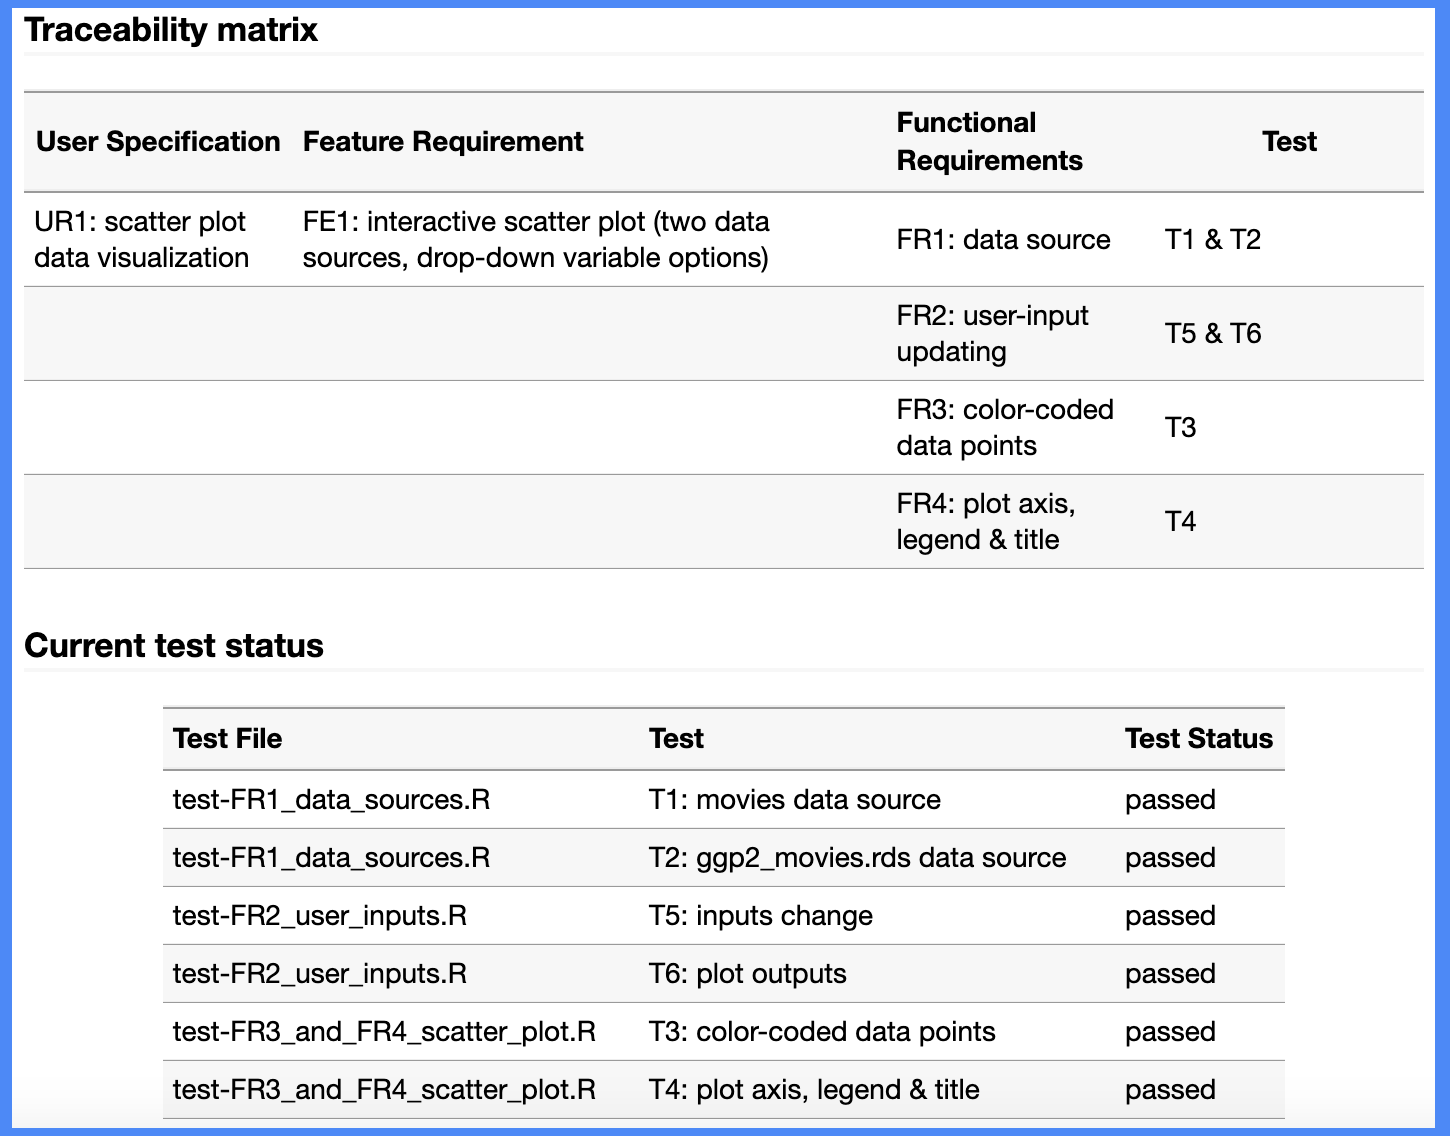 Traceability matrix
User Specification Feature Requirement Functional Requirements Test
UR1: scatter plot data visualization FE1: interactive scatter plot (two data sources, drop-down variable options) FR1: data source T1 & T2
FR2: user-input updating T5 & T6
FR3: color-coded data points T3
FR4: plot axis, legend & title T4
Current test status
Test File Test Test Status
test-FR1_data_sources.R T1: movies data source passed
test-FR1_data_sources.R T2: ggp2_movies.rds data source passed
test-FR2_user_inputs.R T5: inputs change passed
test-FR2_user_inputs.R T6: plot outputs passed
test-FR3_and_FR4_scatter_plot.R T3: color-coded data points passed
test-FR3_and_FR4_scatter_plot.R T4: plot axis, legend & title passed